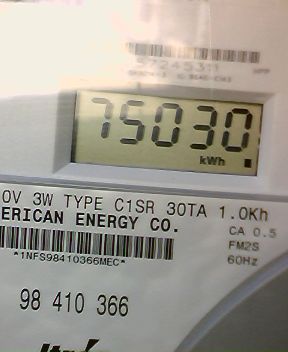 75030
kWh
0V 3W TYPE C1SR 30TA 1.0Kh
ERICAN ENERGY CO.
CA 0.5
FM2S
60Hz
*1NFS98410366MEC*
98 410 366